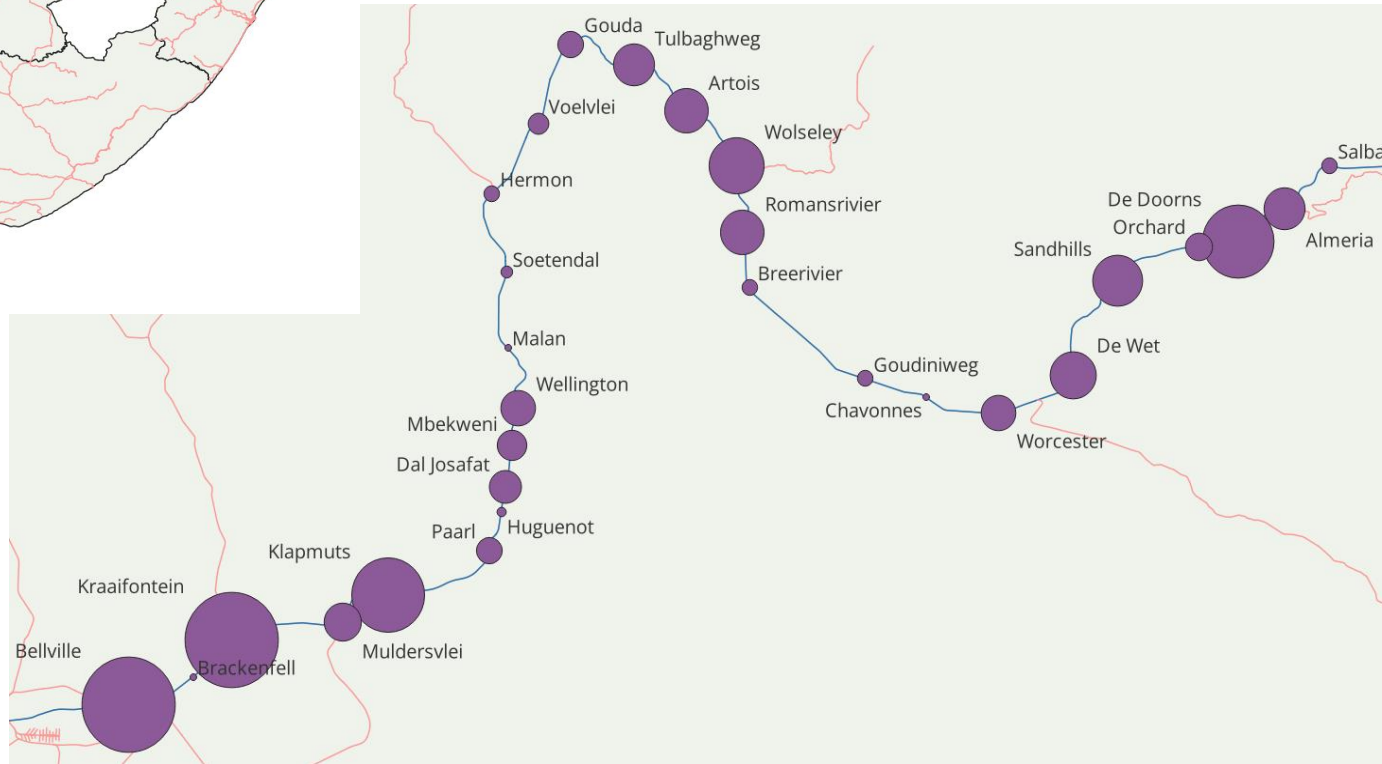 Gouda
Tulbaghweg
Artois
Voelvlei
Wolseley
Salba
Hermon
De Doorns
Romansrivier
Orchard
Almeria
Sandhills
Soetendal
Breerivier
Malan
De Wet
Goudiniweg
Wellington
Chavonnes
Mbekweni
Worcester
Dal Josafat
Huguenot
Paarl
Klapmuts
Kraaifontein
Muldersvlei
Bellville
Brackenfell